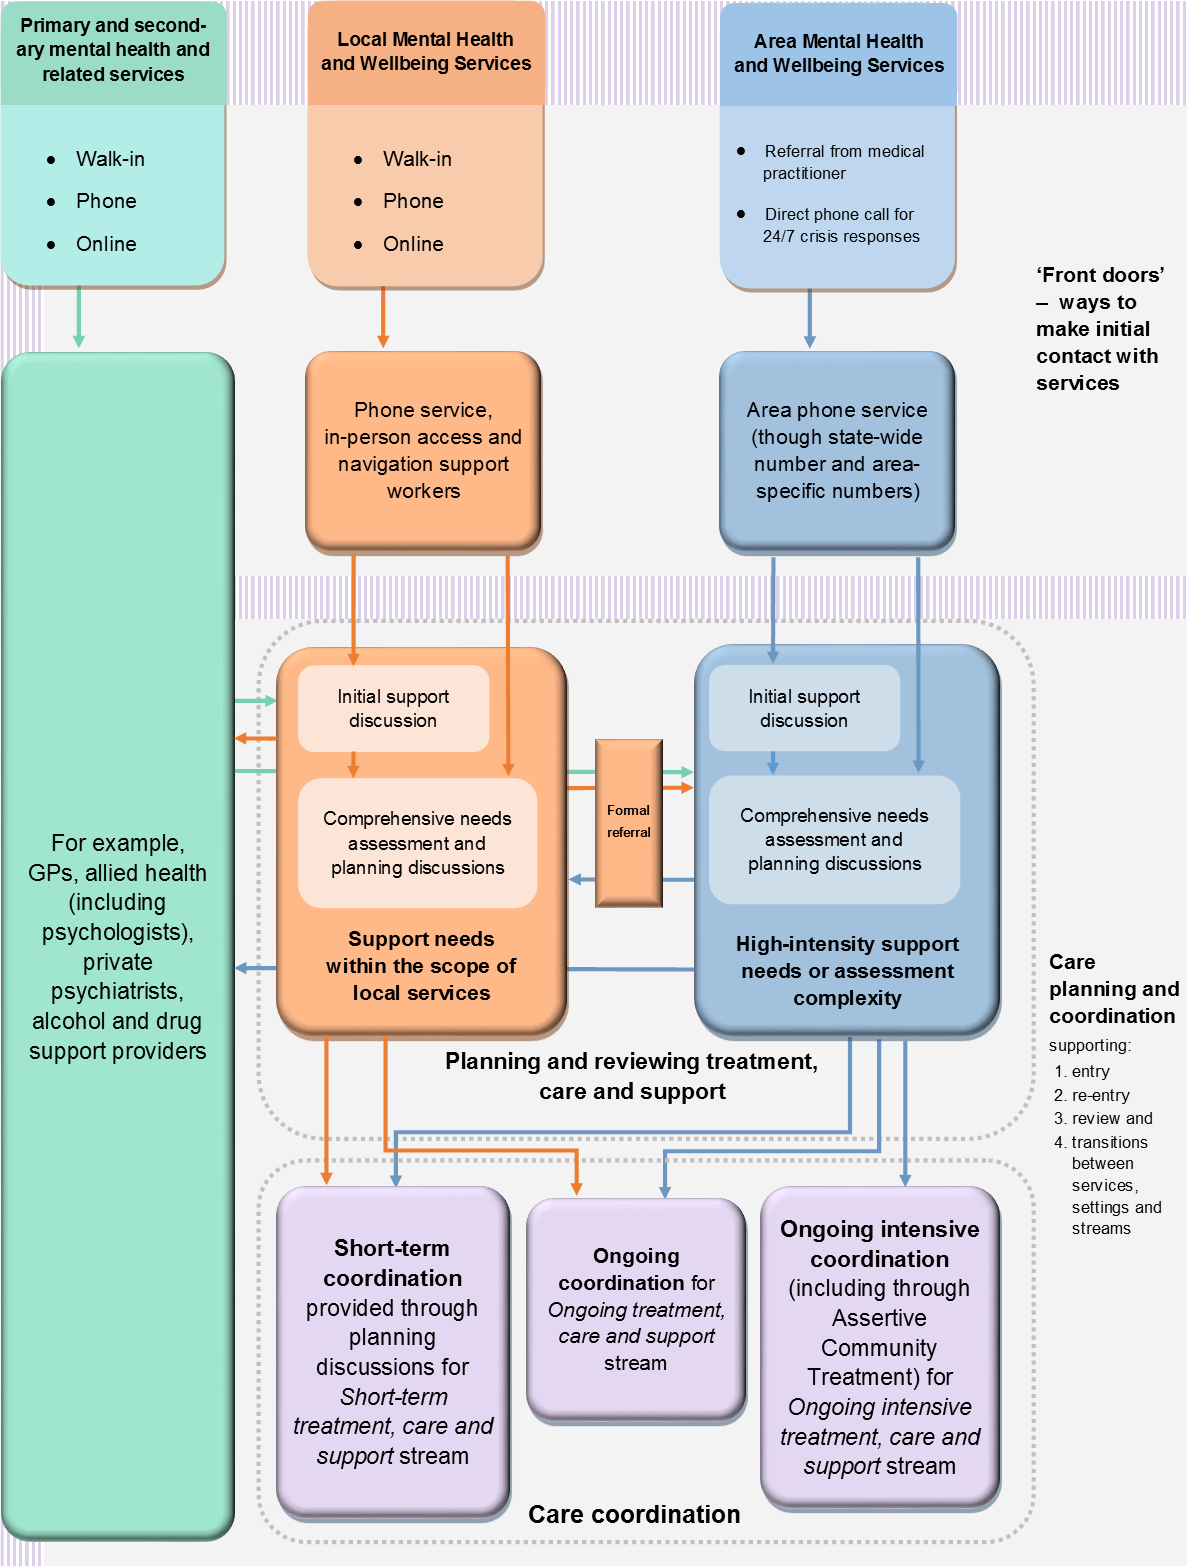 Primary and second-
ary mental health and
related services
Local Mental Health
and Wellbeing Services
Area Mental Health
and Wellbeing Services
• Walk-in
• Phone
• Online
• Walk-in
• Phone
• Online
• Referral from medical
practitioner
• Direct phone call for
24/7 crisis responses
‘Front doors’
– ways to
make initial
contact with
services
Phone service,
in-person access and
navigation support
workers
Area phone service
(though state-wide
number and area-
specific numbers)
For example,
GPs, allied health
(including
psychologists),
private
psychiatrists,
alcohol and drug
support providers
Initial support
discussion
Comprehensive needs
assessment and
planning discussions
Support needs
within the scope of
local services
Formal
referral
Initial support
discussion
Comprehensive needs
assessment and
planning discussions
High-intensity support
needs or assessment
complexity
Planning and reviewing treatment,
care and support
Care
planning and
coordination
supporting:
1. entry
2. re-entry
3. review and
4. transitions
between
services,
settings and
streams
Short-term
coordination
provided through
planning
discussions for
Short-term
treatment, care and
support stream
Ongoing
coordination for
Ongoing treatment,
care and support
stream
Ongoing intensive
coordination
(including through
Assertive
Community
Treatment) for
Ongoing intensive
treatment, care and
support stream
Care coordination